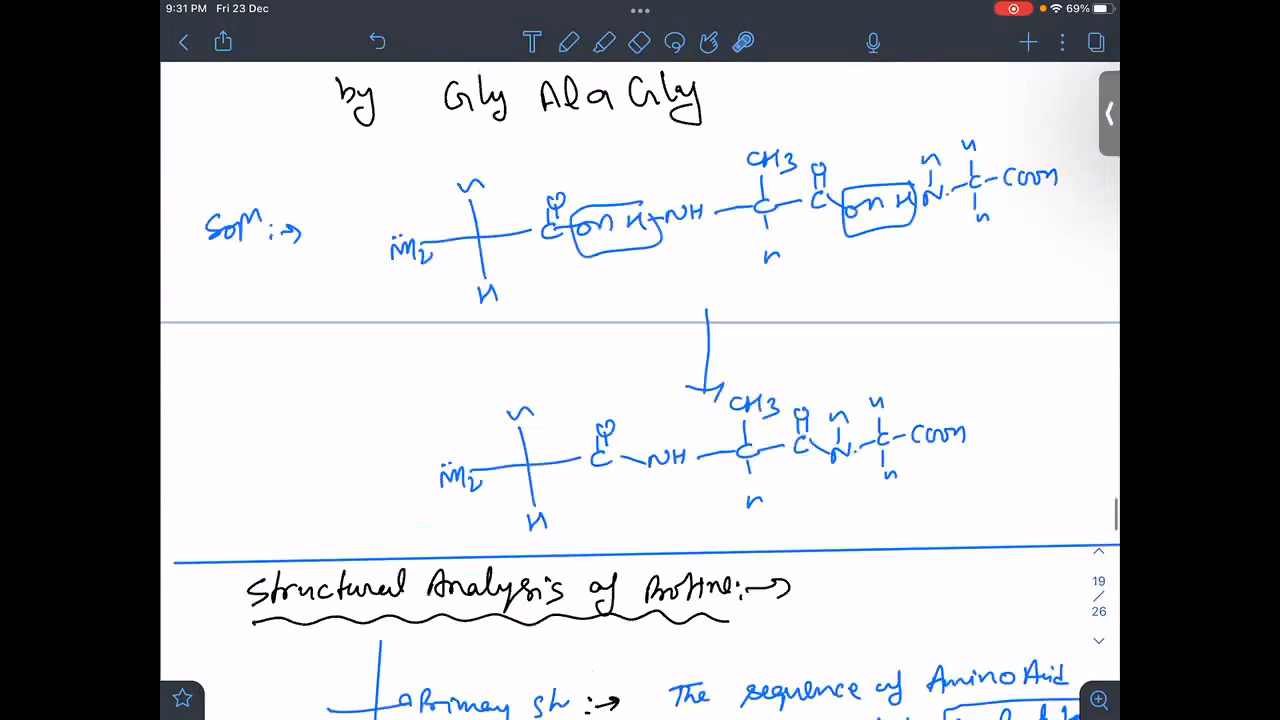 9:31 PM Fri 23 Dec
69%
T
by Gly Ala Gly
Soln :→
H CH3 H H
NH2 C O OH H NH C C O OH H N C COOH
H H H
CH3 H H
NH2 C O NH C C O N C COOH
H H H
Structural Analysis of Protine :→
19
/
26
Primary St :→ The sequence of Amino Acid